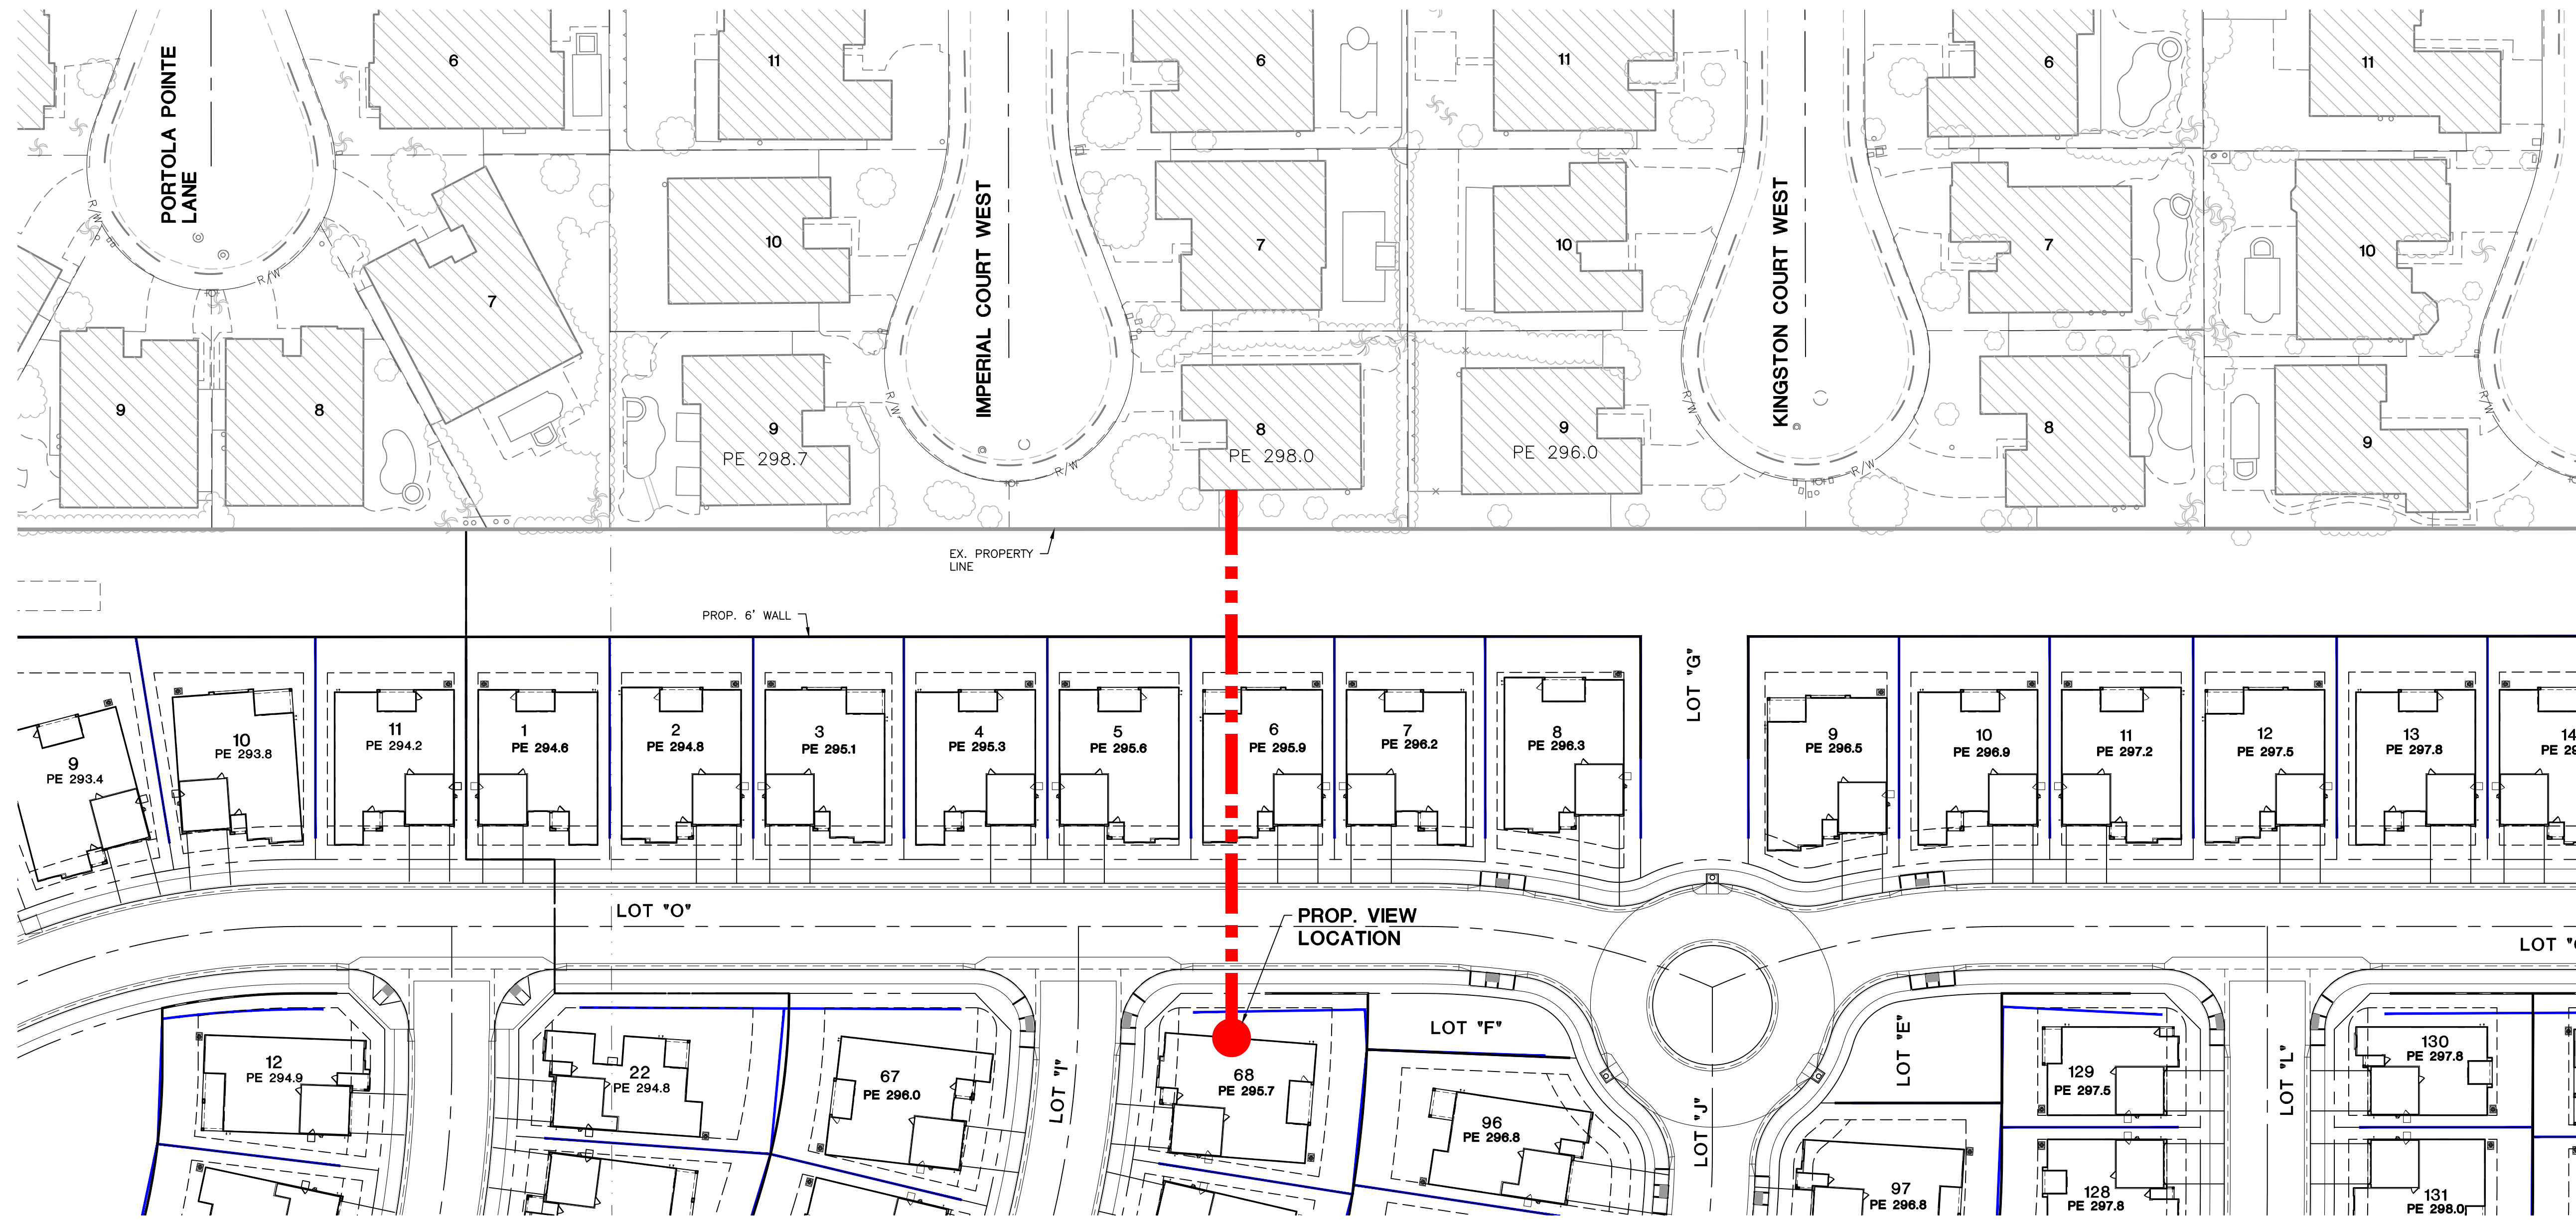 PORTOLA POINTE
LANE
6
11
6
11
6
11
IMPERIAL COURT WEST
KINGSTON COURT WEST
7
10
7
10
7
10
R/W
R/W
9
8
9
PE 298.7
R/W
R/W
8
PE 298.0
9
PE 296.0
R/W
R/W
8
9
R/W
EX. PROPERTY
LINE
PROP. 6' WALL
9
PE 293.4
10
PE 293.8
11
PE 294.2
1
PE 294.6
2
PE 294.8
3
PE 295.1
4
PE 295.3
5
PE 295.6
6
PE 295.9
7
PE 296.2
8
PE 296.3
LOT "G"
9
PE 296.5
10
PE 296.9
11
PE 297.2
12
PE 297.5
13
PE 297.8
14
LOT "O"
PROP. VIEW
LOCATION
LOT
12
PE 294.9
22
PE 294.8
67
PE 296.0
LOT "I"
68
PE 295.7
LOT "F"
96
PE 296.8
LOT "J"
LOT "E"
97
PE 296.8
129
PE 297.5
128
PE 297.8
LOT "L"
130
PE 297.8
131
PE 298.0